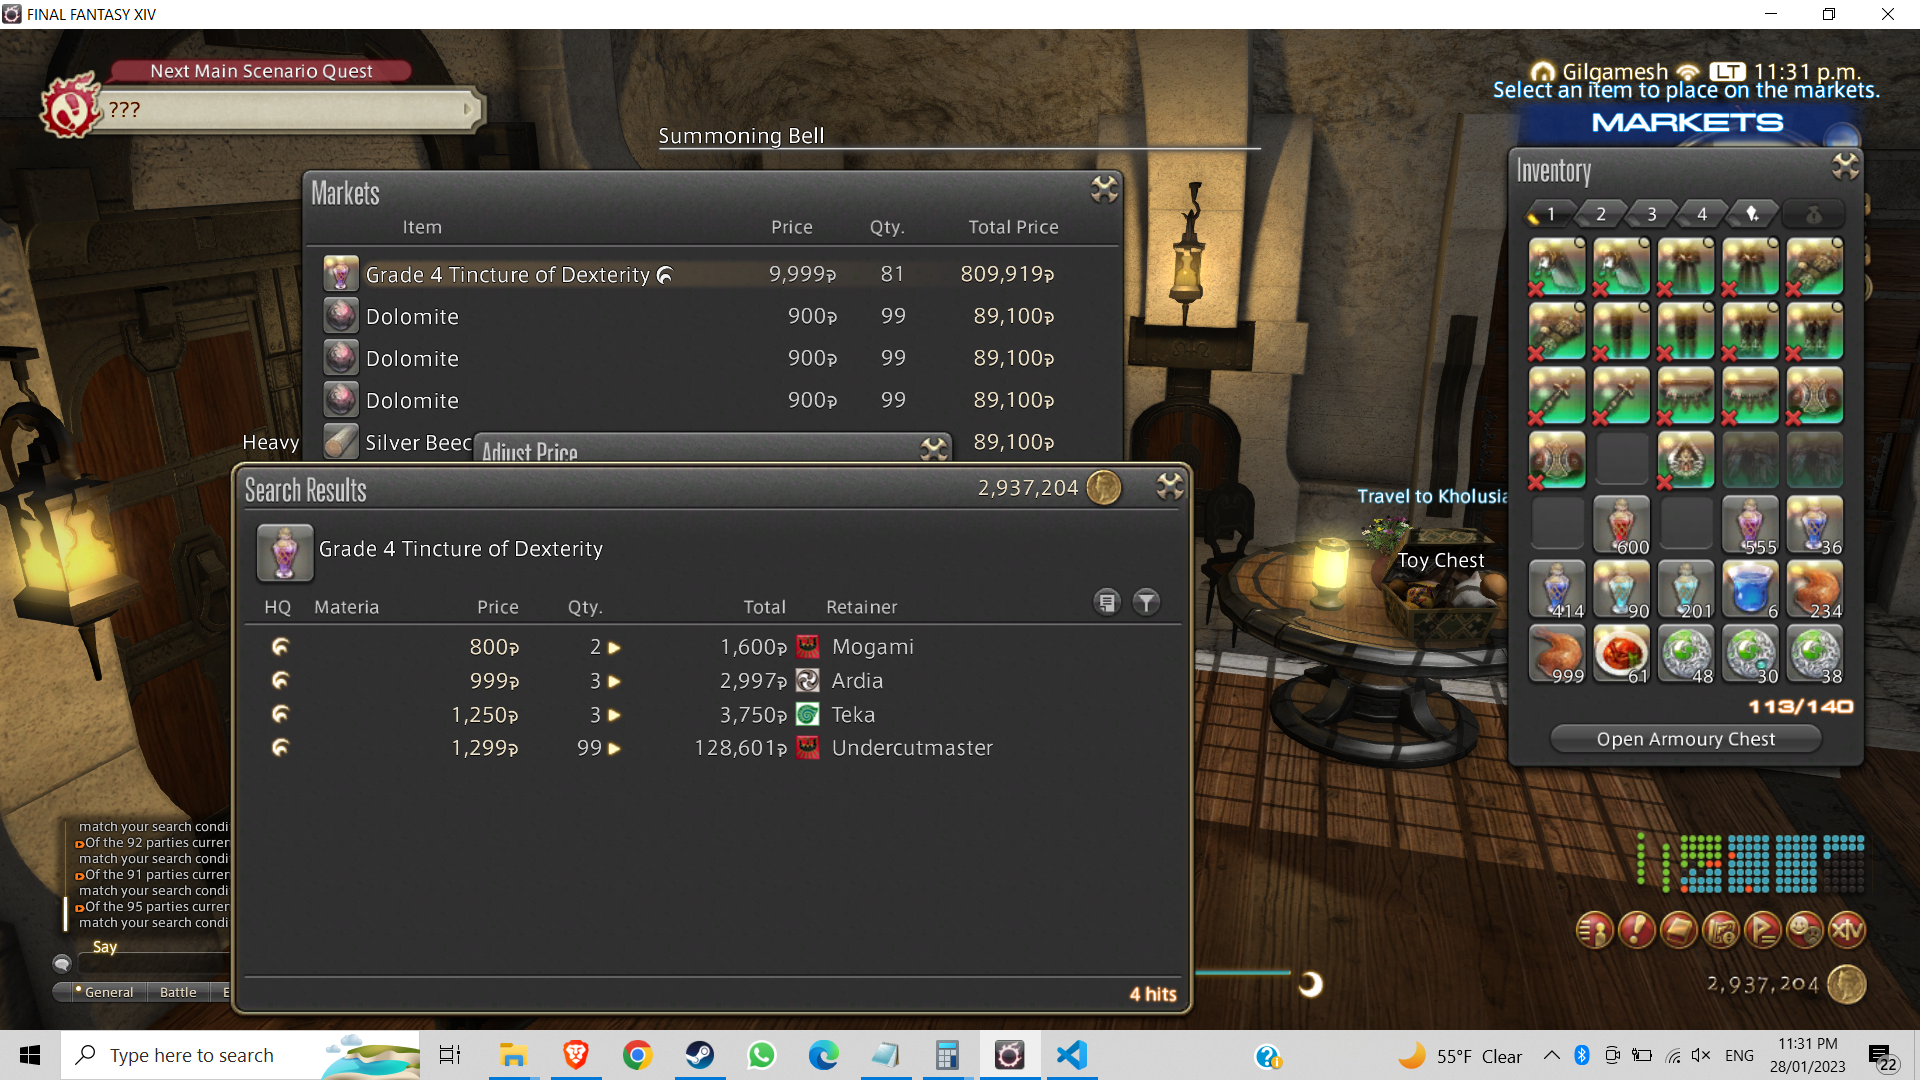 FINAL FANTASY XIV
Next Main Scenario Quest
???
Gilgamesh LT 11:31 p.m.
Select an item to place on the markets.
MARKETS
Summoning Bell
Markets
Item Price Qty. Total Price
Grade 4 Tincture of Dexterity 9,999 81 809,919
Dolomite 900 99 89,100
Dolomite 900 99 89,100
Dolomite 900 99 89,100
Heavy
Silver Beec 89,100
Adjust Price
Search Results 2,937,204
Grade 4 Tincture of Dexterity
HQ Materia Price Qty. Total Retainer
800 2 1,600 Mogami
999 3 2,997 Ardia
1,250 3 3,750 Teka
1,299 99 128,601 Undercutmaster
4 hits
Travel to Kholusia
Toy Chest
Inventory
1 2 3 4
600 555 36
414 90 201 6 234
999 61 48 30 38
113/140
Open Armoury Chest
match your search condi
Of the 92 parties curren
match your search condi
Of the 91 parties curren
match your search condi
Of the 95 parties curren
match your search condi
Say
General Battle E
2,937,204
Type here to search
55°F Clear
ENG
11:31 PM
28/01/2023
22